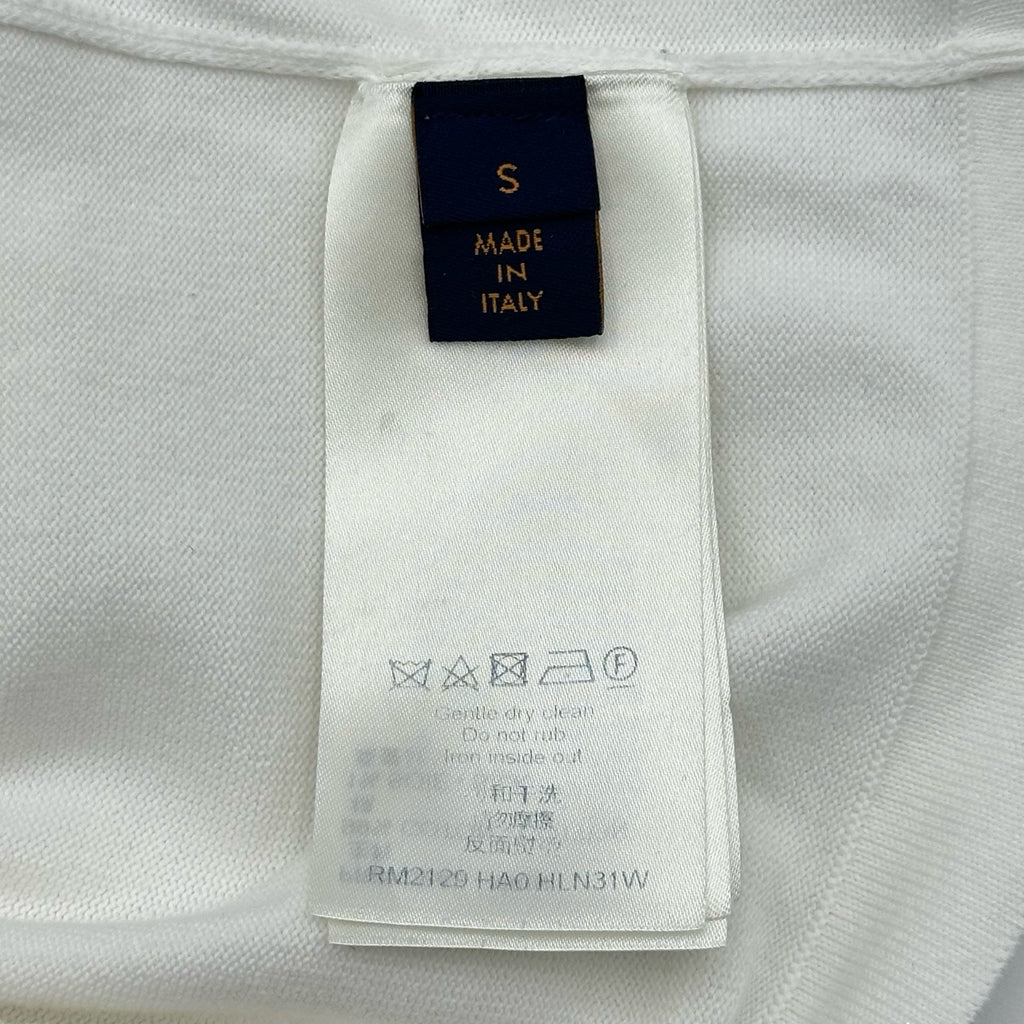 S
MADE
IN
ITALY
F
Gentle dry clean
Do not rub
Iron inside out
和干洗
勿摩擦
反面熨
RM2129 HA0 HLN31W